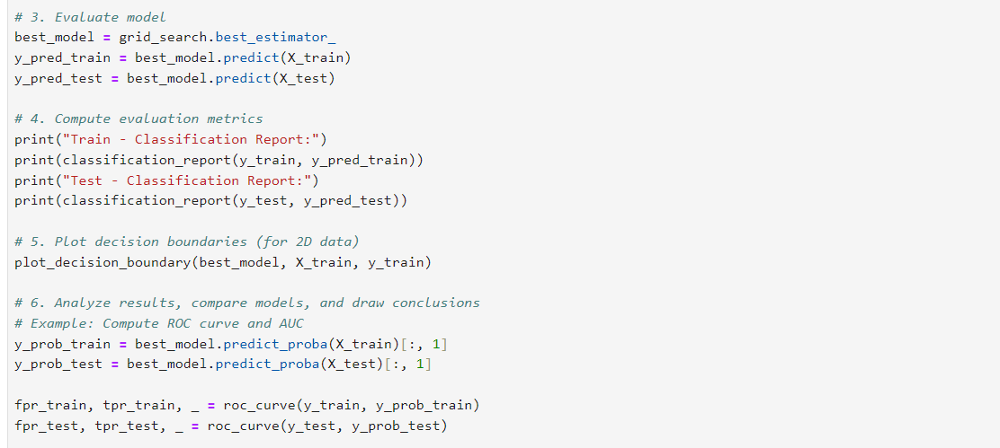 # 3. Evaluate model
best_model = grid_search.best_estimator_
y_pred_train = best_model.predict(X_train)
y_pred_test = best_model.predict(X_test)
# 4. Compute evaluation metrics
print("Train - Classification Report:")
print(classification_report(y_train, y_pred_train))
print("Test - Classification Report:")
print(classification_report(y_test, y_pred_test))
# 5. Plot decision boundaries (for 2D data)
plot_decision_boundary(best_model, X_train, y_train)
# 6. Analyze results, compare models, and draw conclusions
# Example: Compute ROC curve and AUC
y_prob_train = best_model.predict_proba(X_train)[:, 1]
y_prob_test = best_model.predict_proba(X_test)[:, 1]
fpr_train, tpr_train, _ = roc_curve(y_train, y_prob_train)
fpr_test, tpr_test, _ = roc_curve(y_test, y_prob_test)